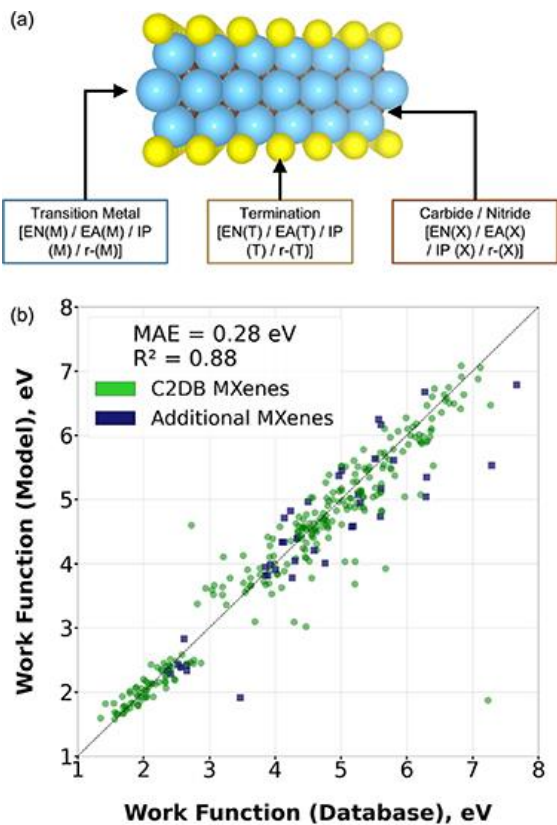 (a)
Transition Metal
[EN(M) / EA(M) / IP
(M) / r-(M)]
Termination
[EN(T) / EA(T) / IP
(T) / r-(T)]
Carbide / Nitride
[EN(X) / EA(X)
/ IP (X) / r-(X)]
(b)
MAE = 0.28 eV
R² = 0.88
C2DB MXenes
Additional MXenes
Work Function (Model), eV
8
7
6
5
4
3
2
1
1 2 3 4 5 6 7 8
Work Function (Database), eV